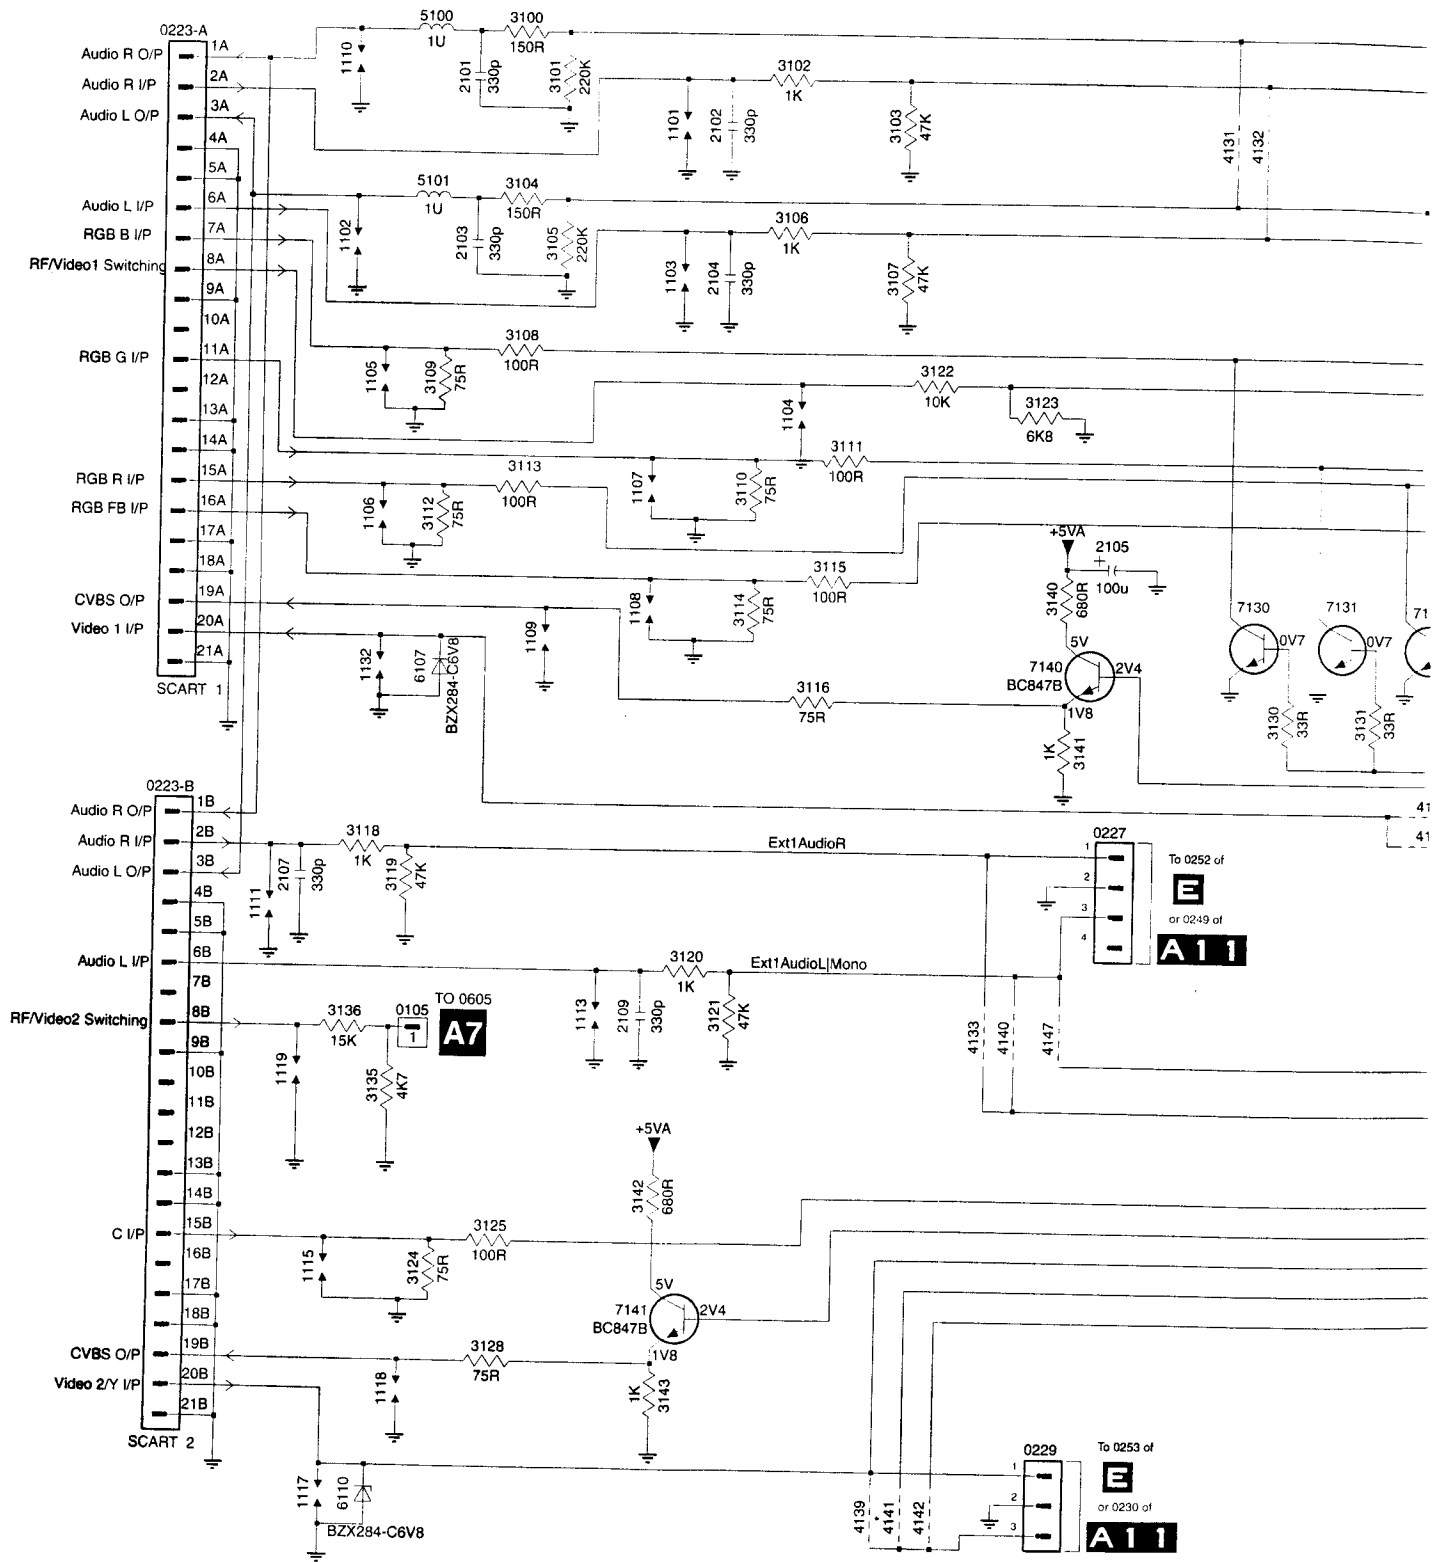 0223-A
Audio R O/P
1A
Audio R I/P
2A
Audio L O/P
3A
4A
5A
Audio L I/P
6A
RGB B I/P
7A
RF/Video1 Switching
8A
9A
10A
RGB G I/P
11A
12A
13A
14A
RGB R I/P
15A
RGB FB I/P
16A
17A
18A
CVBS O/P
19A
Video 1 I/P
20A
21A
SCART 1
1110
5100
1U
3100
150R
2101
330p
3101
220K
1101
2102
330p
3102
1K
3103
47K
4131
4132
1102
5101
1U
3104
150R
2103
330p
3105
220K
1103
2104
330p
3106
1K
3107
47K
1105
3109
75R
3108
100R
3122
10K
1104
3123
6K8
3113
100R
1107
3110
75R
3111
100R
1106
3112
75R
1108
3114
75R
3115
100R
+5VA
2105
+
100u
3140
680R
5V
7140
BC847B
2V4
1V8
1K
3141
7130
0V7
7131
0V7
71
3130
33R
3131
33R
1109
1132
6107
BZX284-C6V8
3116
75R
41
41
0223-B
Audio R O/P
1B
Audio R I/P
2B
Audio L O/P
3B
4B
5B
Audio L I/P
6B
7B
RF/Video2 Switching
8B
9B
10B
11B
12B
13B
14B
C I/P
15B
16B
17B
18B
CVBS O/P
19B
Video 2/Y I/P
20B
21B
SCART 2
1111
2107
330p
3118
1K
3119
47K
Ext1AudioR
0227
1
2
3
4
To 0252 of
E
or 0249 of
A11
1113
2109
330p
3120
1K
3121
47K
Ext1AudioL|Mono
4133
4140
4147
1119
3136
15K
0105
1
TO 0605
A7
3135
4K7
+5VA
3142
680R
5V
7141
BC847B
2V4
1V8
1K
3143
1115
3124
75R
3125
100R
1118
3128
75R
1117
6110
BZX284-C6V8
4139
4141
4142
0229
1
2
3
To 0253 of
E
or 0230 of
A11